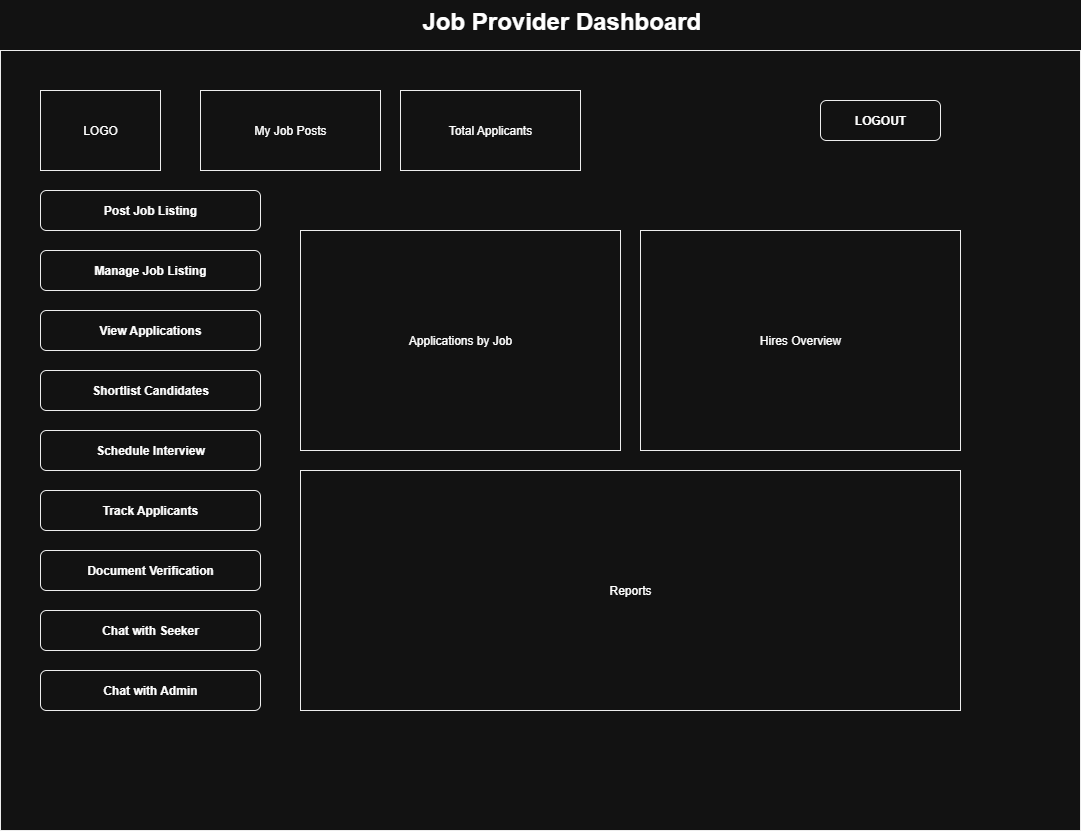 Job Provider Dashboard
LOGO
My Job Posts
Total Applicants
LOGOUT
Post Job Listing
Manage Job Listing
View Applications
Shortlist Candidates
Schedule Interview
Track Applicants
Document Verification
Chat with Seeker
Chat with Admin
Applications by Job
Hires Overview
Reports